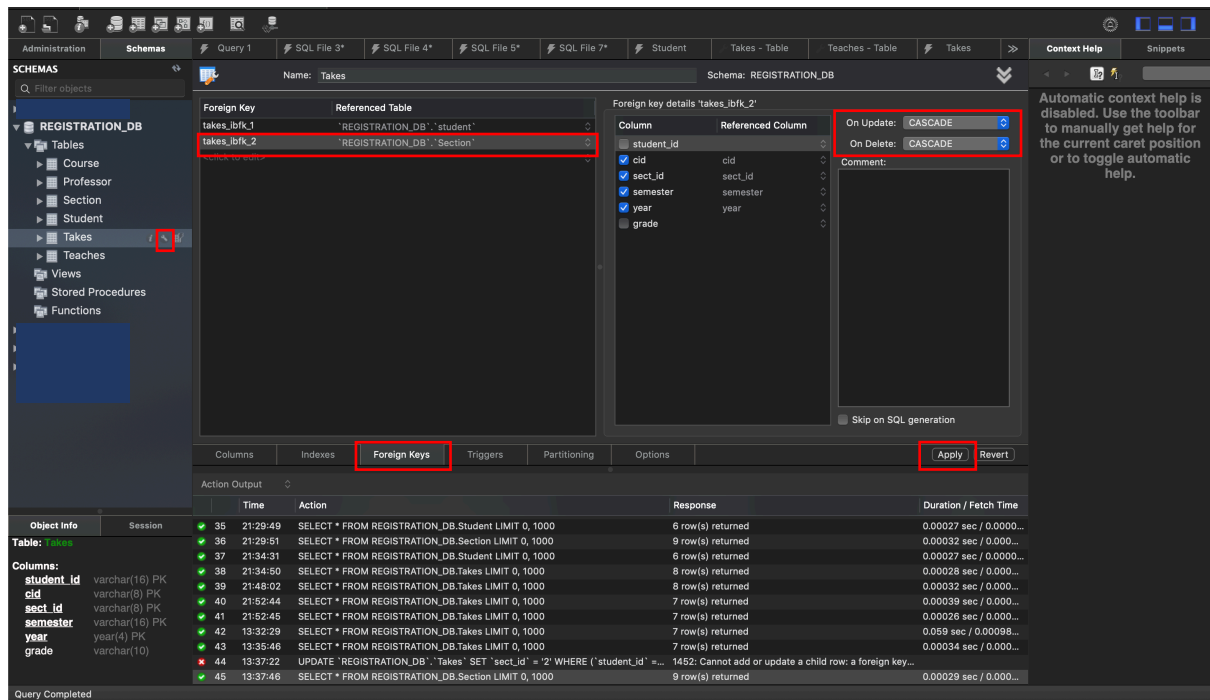 Administration
Schemas
Query 1
SQL File 3*
SQL File 4*
SQL File 5*
SQL File 7*
Student
Takes - Table
Teaches - Table
Takes
Context Help
Snippets
SCHEMAS
Filter objects
REGISTRATION_DB
Tables
Course
Professor
Section
Student
Takes
Teaches
Views
Stored Procedures
Functions
Name: Takes
Schema: REGISTRATION_DB
Foreign Key Referenced Table
takes_ibfk_1 `REGISTRATION_DB`.`student`
takes_ibfk_2 `REGISTRATION_DB`.`Section`
<click to edit>
Foreign key details 'takes_ibfk_2'
Column Referenced Column
student_id
cid cid
sect_id sect_id
semester semester
year year
grade
On Update: CASCADE
On Delete: CASCADE
Comment:
Skip on SQL generation
Automatic context help is
disabled. Use the toolbar
to manually get help for
the current caret position
or to toggle automatic
help.
Columns
Indexes
Foreign Keys
Triggers
Partitioning
Options
Apply
Revert
Action Output
Time Action Response Duration / Fetch Time
35 21:29:49 SELECT * FROM REGISTRATION_DB.Student LIMIT 0, 1000 6 row(s) returned 0.00027 sec / 0.0000...
36 21:29:51 SELECT * FROM REGISTRATION_DB.Section LIMIT 0, 1000 9 row(s) returned 0.00032 sec / 0.000...
37 21:34:31 SELECT * FROM REGISTRATION_DB.Student LIMIT 0, 1000 6 row(s) returned 0.00027 sec / 0.0000...
38 21:34:50 SELECT * FROM REGISTRATION_DB.Takes LIMIT 0, 1000 8 row(s) returned 0.00028 sec / 0.000...
39 21:48:02 SELECT * FROM REGISTRATION_DB.Takes LIMIT 0, 1000 8 row(s) returned 0.00032 sec / 0.000...
40 21:52:44 SELECT * FROM REGISTRATION_DB.Takes LIMIT 0, 1000 7 row(s) returned 0.00039 sec / 0.000...
41 21:52:45 SELECT * FROM REGISTRATION_DB.Takes LIMIT 0, 1000 7 row(s) returned 0.00026 sec / 0.000...
42 13:32:29 SELECT * FROM REGISTRATION_DB.Takes LIMIT 0, 1000 7 row(s) returned 0.059 sec / 0.00098...
43 13:35:46 SELECT * FROM REGISTRATION_DB.Takes LIMIT 0, 1000 7 row(s) returned 0.00034 sec / 0.000...
44 13:37:22 UPDATE `REGISTRATION_DB`.`Takes` SET `sect_id` = '2' WHERE (`student_id` =... 1452: Cannot add or update a child row: a foreign key...
45 13:37:46 SELECT * FROM REGISTRATION_DB.Section LIMIT 0, 1000 9 row(s) returned 0.00029 sec / 0.000...
Object Info
Session
Table: Takes
Columns:
student_id varchar(16) PK
cid varchar(8) PK
sect_id varchar(8) PK
semester varchar(16) PK
year year(4) PK
grade varchar(10)
Query Completed